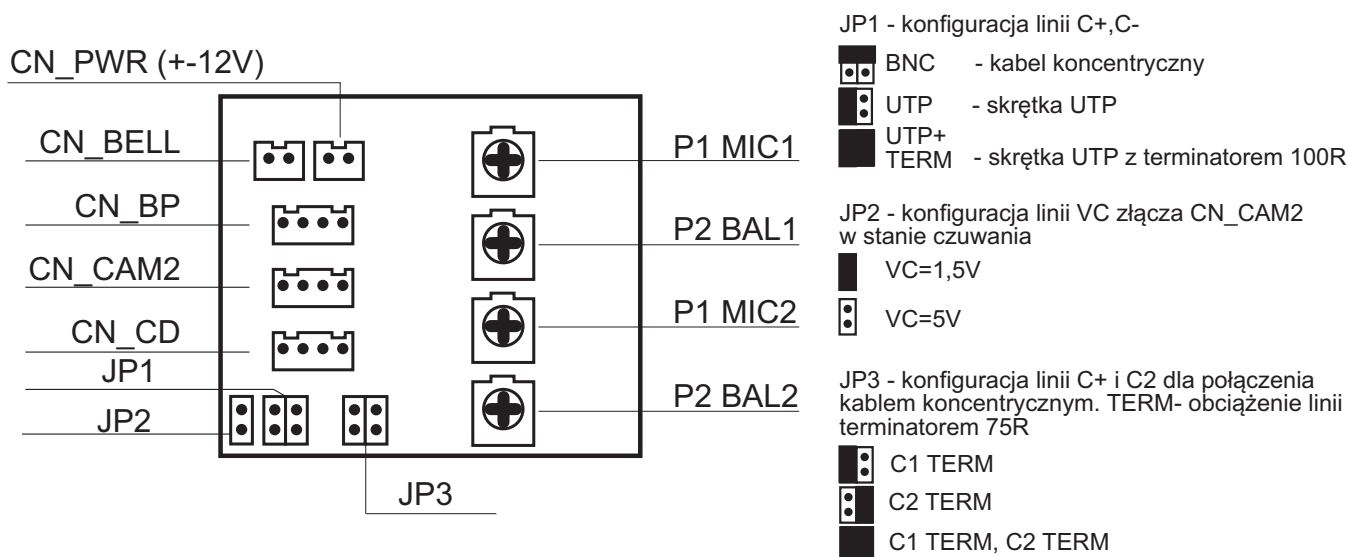 CN_PWR (+-12V)
CN_BELL
CN_BP
CN_CAM2
CN_CD
JP1
JP2
JP3
P1 MIC1
P2 BAL1
P1 MIC2
P2 BAL2
JP1 - konfiguracja linii C+,C-
BNC - kabel koncentryczny
UTP - skrętka UTP
UTP+
TERM - skrętka UTP z terminatorem 100R
JP2 - konfiguracja linii VC złącza CN_CAM2
w stanie czuwania
VC=1,5V
VC=5V
JP3 - konfiguracja linii C+ i C2 dla połączenia
kablem koncentrycznym. TERM- obciążenie linii
terminatorem 75R
C1 TERM
C2 TERM
C1 TERM, C2 TERM